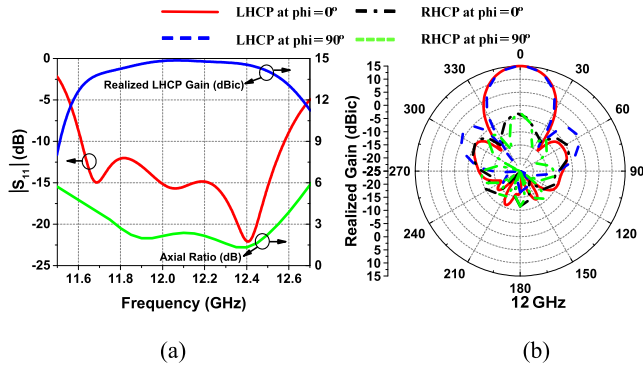 LHCP at phi=0º RHCP at phi=0º
LHCP at phi=90º RHCP at phi=90º
(a) (b)
0 -5 -10 -15 -20 -25
|S11| (dB)
15 12 9 6 3 0
Realized LHCP Gain (dBic)
Axial Ratio (dB)
11.6 11.8 12.0 12.2 12.4 12.6
Frequency (GHz)
Realized Gain (dBic)
15 10 5 0 -5 -10 -15 -20 -25 -20 -15 -10 -5 0 5 10 15
0 30 60 90 120 150 180 210 240 270 300 330
12 GHz
(a) (b)